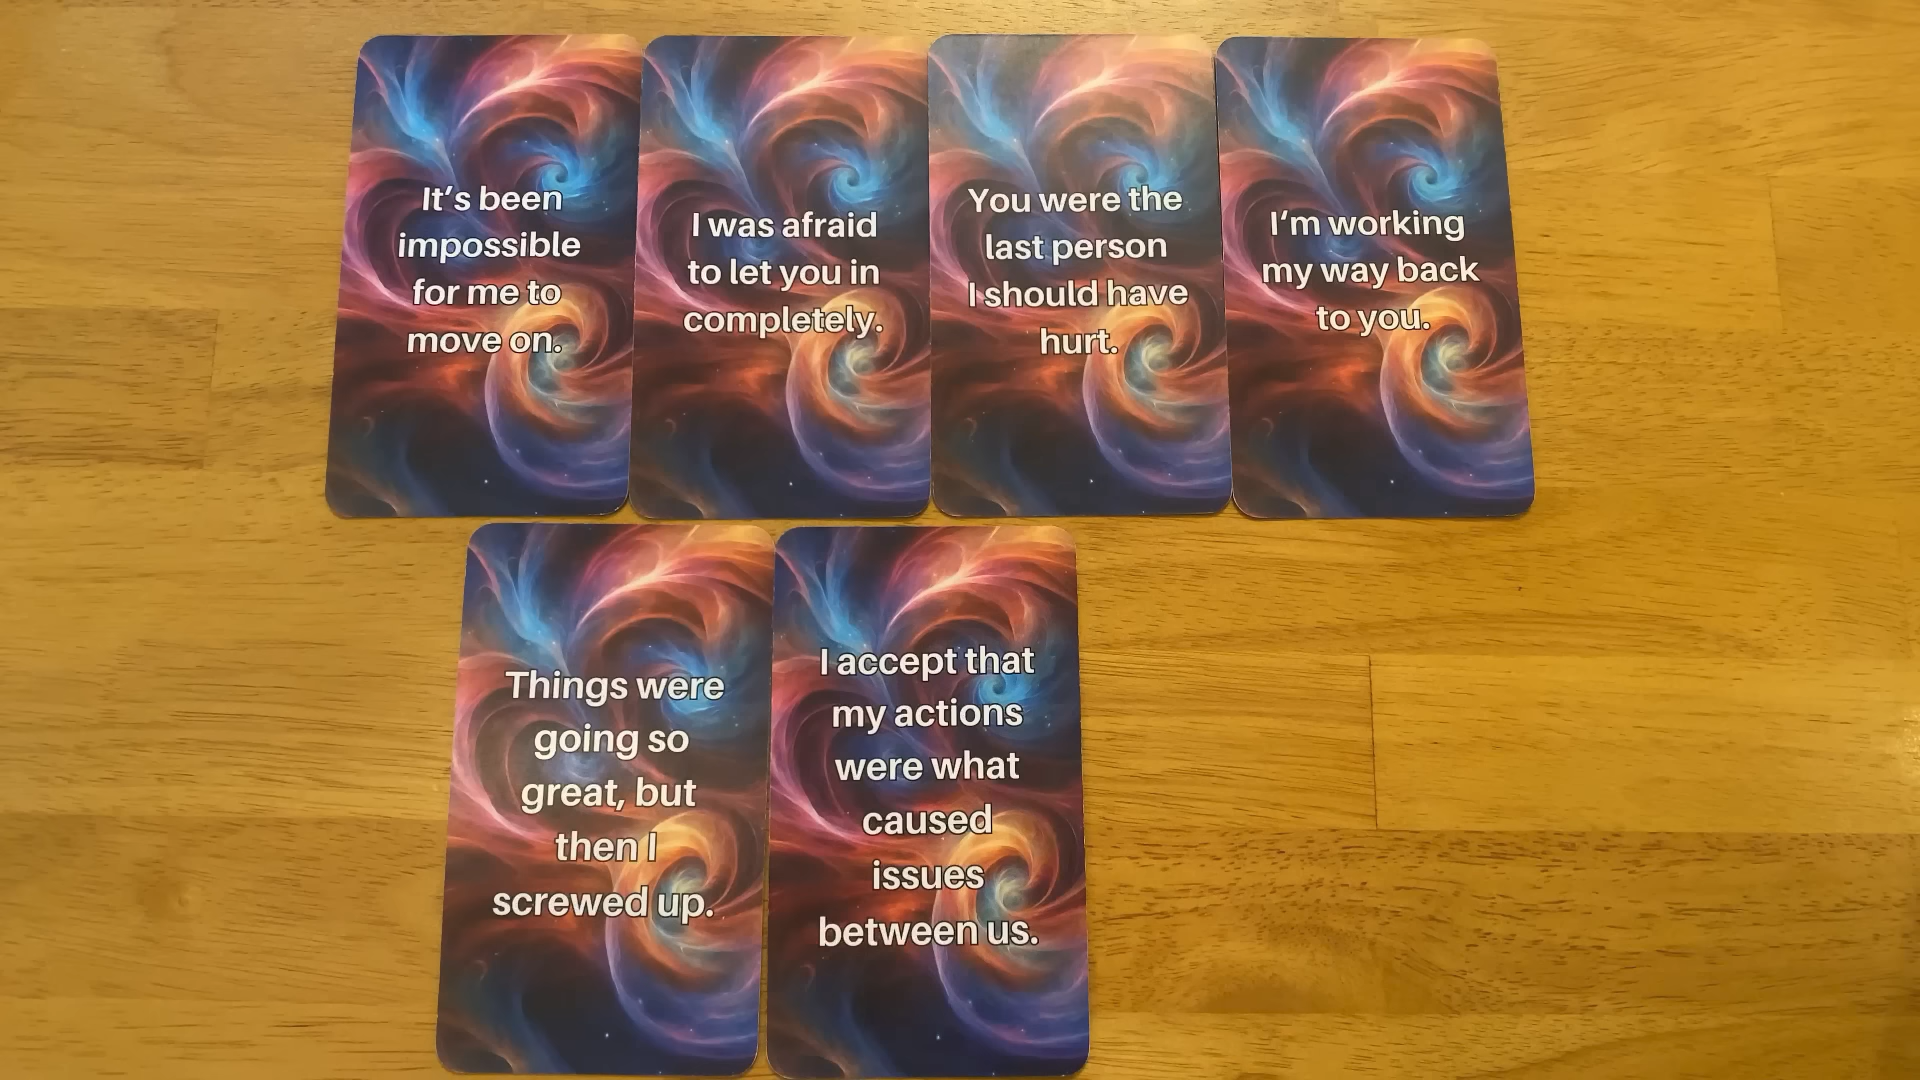 It’s been
impossible
for me to
move on.
I was afraid
to let you in
completely.
You were the
last person
I should have
hurt.
I‘m working
my way back
to you.
Things were
going so
great, but
then I
screwed up.
I accept that
my actions
were what
caused
issues
between us.